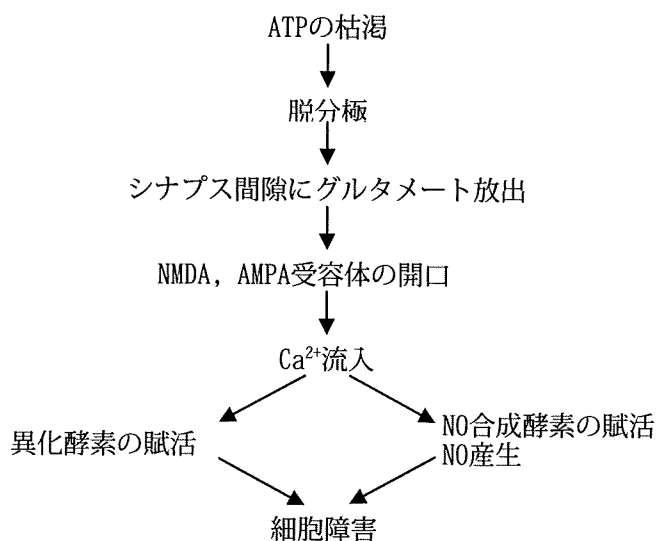 ATPの枯渇
脱分極
シナプス間隙にグルタメート放出
NMDA, AMPA受容体の開口
Ca²⁺流入
異化酵素の賦活
NO合成酵素の賦活
NO産生
細胞障害